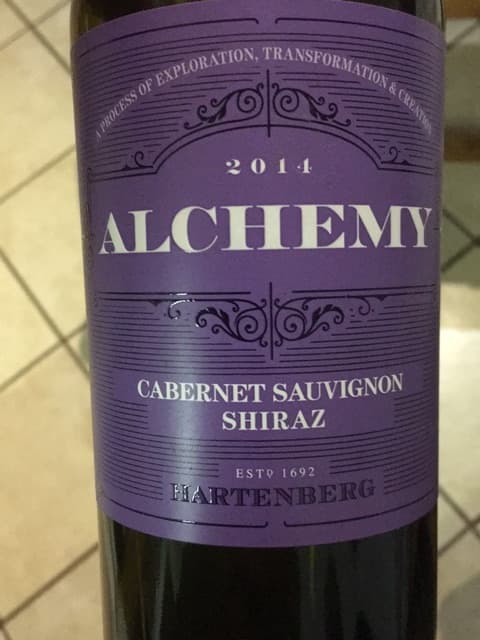 A PROCESS OF EXPLORATION, TRANSFORMATION & CREATION
2014
ALCHEMY
CABERNET SAUVIGNON
SHIRAZ
ESTD 1692
HARTENBERG